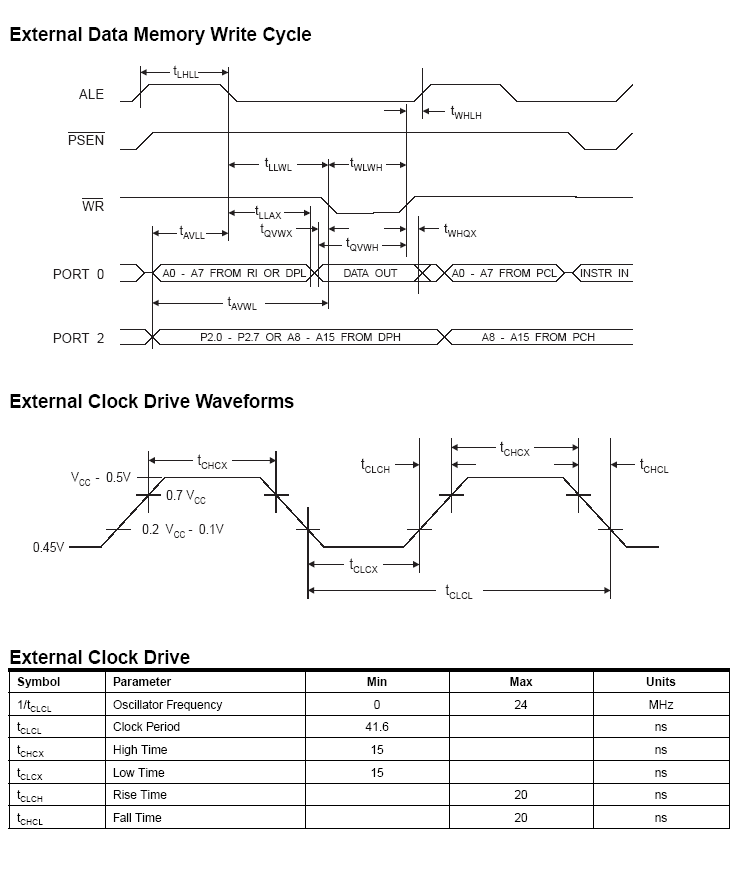 External Data Memory Write Cycle
tLHLL
ALE
tWHLH
PSEN
tLLWL tWLWH
WR
tLLAX
tAVLL tQVWX tWHQX
tQVWH
PORT 0 A0 - A7 FROM RI OR DPL DATA OUT A0 - A7 FROM PCL INSTR IN
tAVWL
PORT 2 P2.0 - P2.7 OR A8 - A15 FROM DPH A8 - A15 FROM PCH
External Clock Drive Waveforms
tCHCX tCLCH tCHCX tCHCL
VCC - 0.5V
0.7 VCC
0.2 VCC - 0.1V
0.45V
tCLCX
tCLCL
External Clock Drive
Symbol Parameter Min Max Units
1/tCLCL Oscillator Frequency 0 24 MHz
tCLCL Clock Period 41.6 ns
tCHCX High Time 15 ns
tCLCX Low Time 15 ns
tCLCH Rise Time 20 ns
tCHCL Fall Time 20 ns